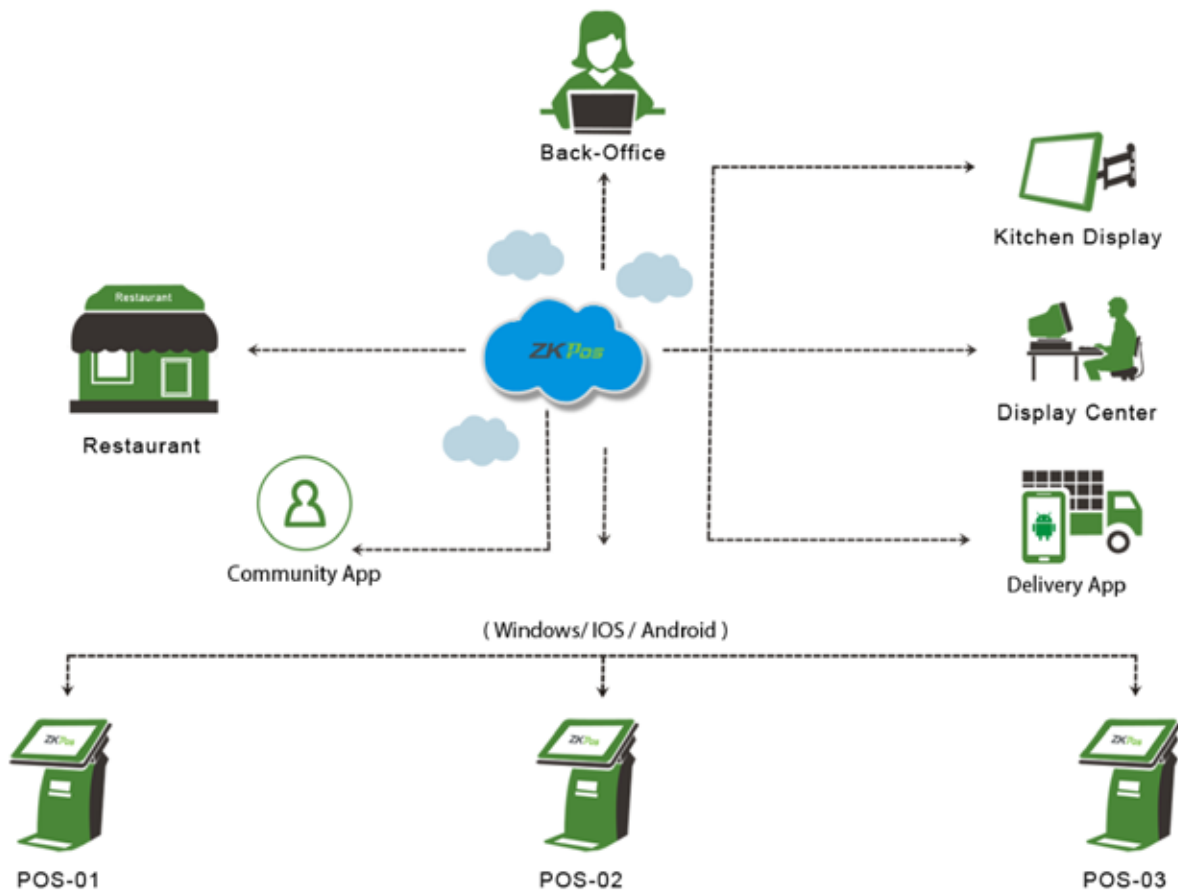 Back-Office
Kitchen Display
Restaurant
ZKPos
Display Center
Restaurant
Community App
Delivery App
( Windows/ IOS / Android )
ZKPos
ZKPos
ZKPos
POS-01
POS-02
POS-03